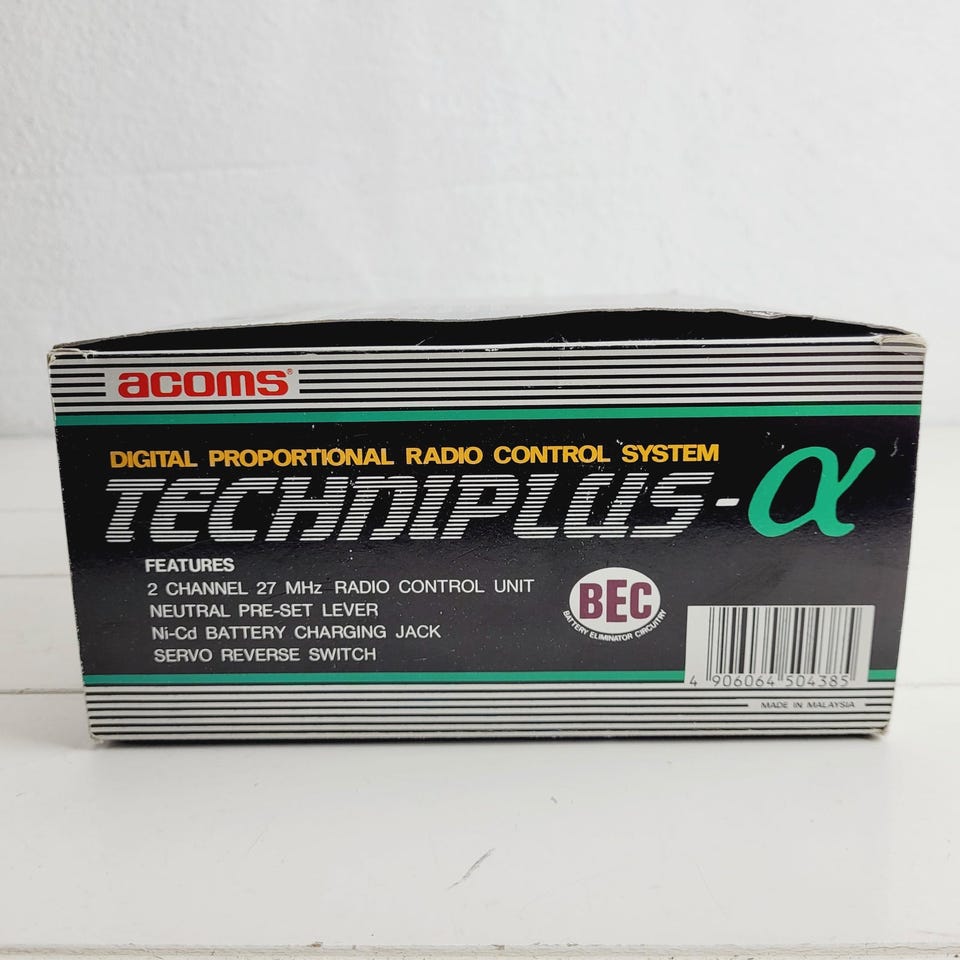 acoms®
DIGITAL PROPORTIONAL RADIO CONTROL SYSTEM
TECHNIPLUS-α
FEATURES
2 CHANNEL 27 MHz RADIO CONTROL UNIT
NEUTRAL PRE-SET LEVER
Ni-Cd BATTERY CHARGING JACK
SERVO REVERSE SWITCH
BEC
BATTERY ELIMINATOR CIRCUITRY
4 906064 504385
MADE IN MALAYSIA